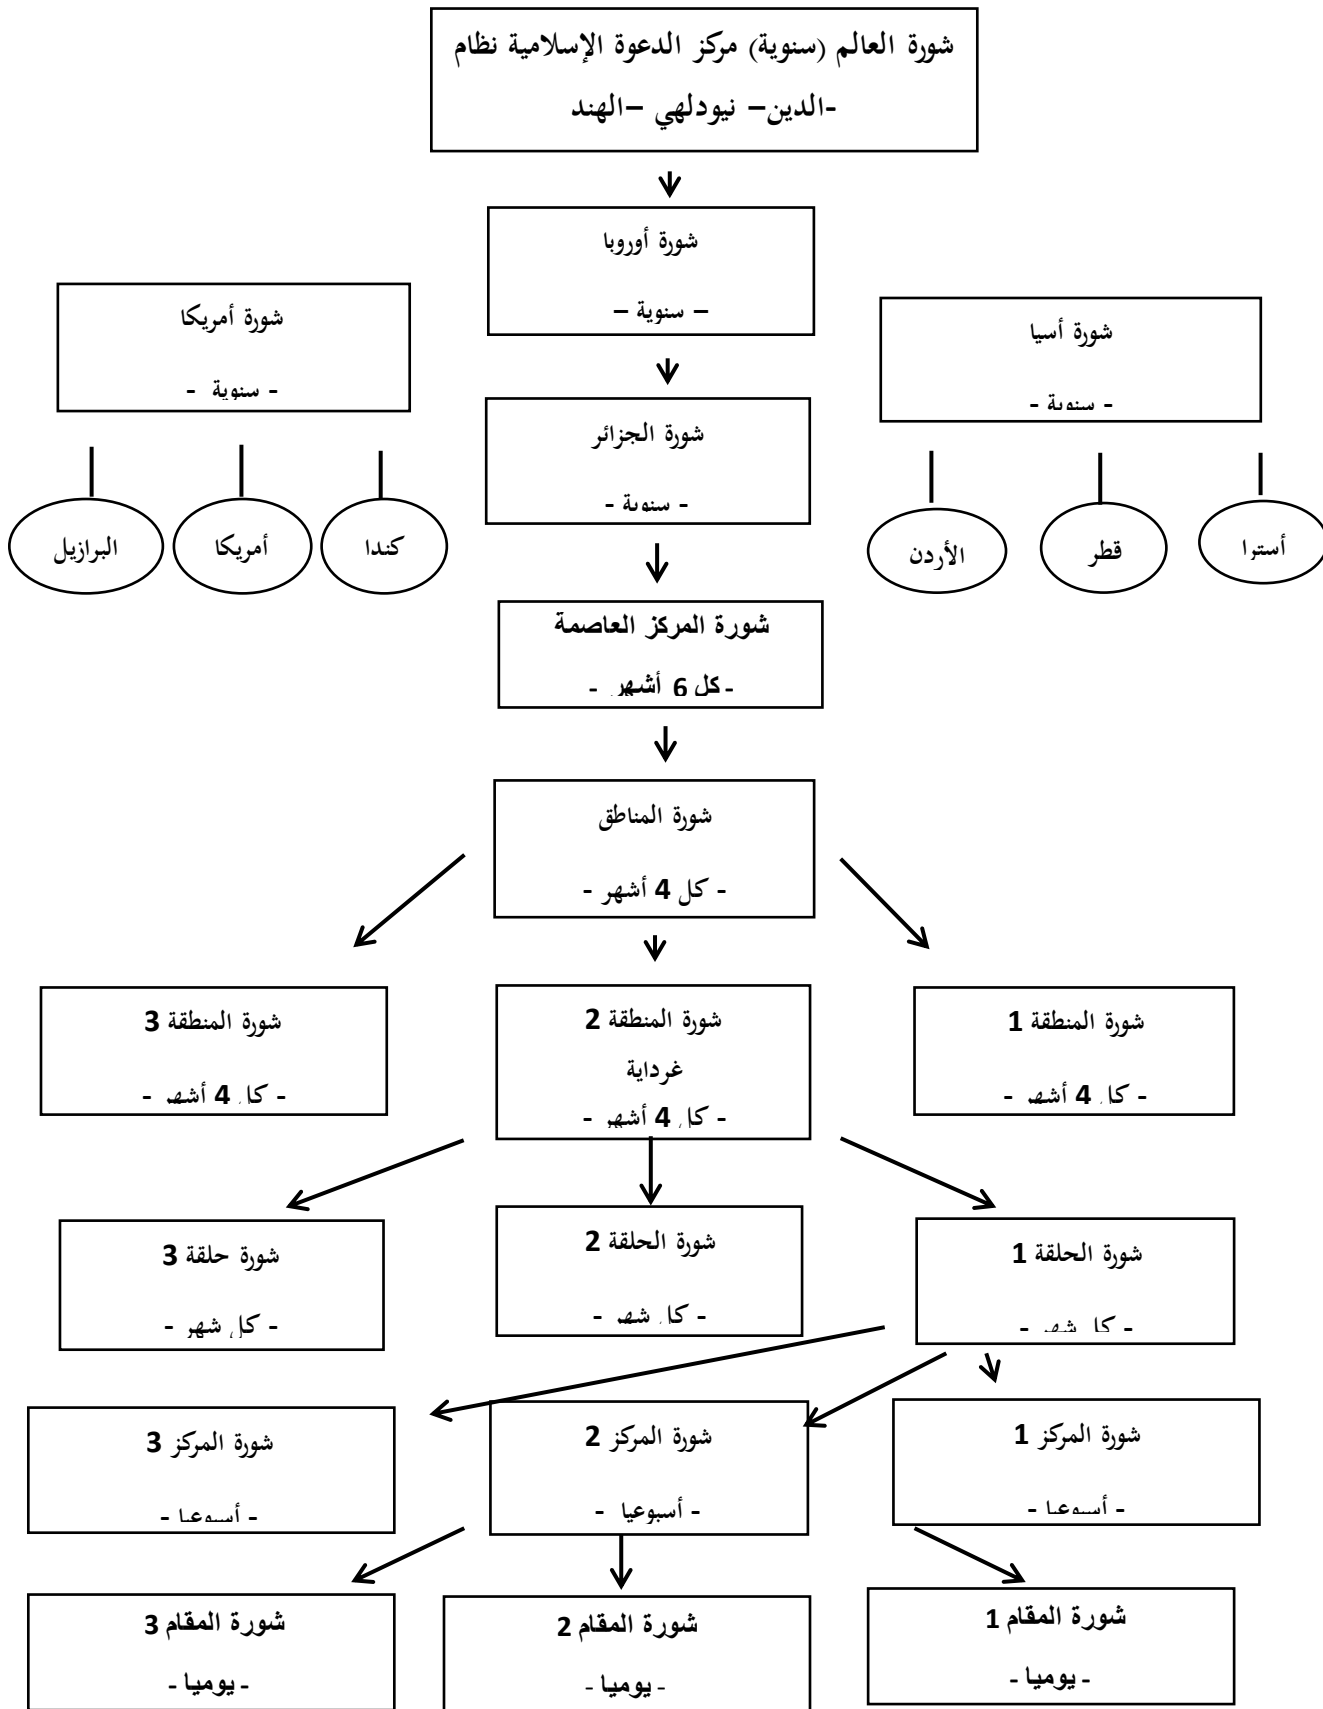 شورة العالم (سنوية) مركز الدعوة الإسلامية نظام
-الدين– نيودلهي –الهند
شورة أوروبا
– سنوية –
شورة أسيا
- سنوية -
شورة أمريكا
- سنوية -
شورة الجزائر
- سنوية -
أسترا
قطر
الأردن
كندا
أمريكا
البرازيل
شورة المركز العاصمة
- كل 6 أشهر -
شورة المناطق
- كل 4 أشهر -
شورة المنطقة 1
- كل 4 أشهر -
شورة المنطقة 2
غرداية
- كل 4 أشهر -
شورة المنطقة 3
- كل 4 أشهر -
شورة الحلقة 1
- كل شهر -
شورة الحلقة 2
- كل شهر -
شورة حلقة 3
- كل شهر -
شورة المركز 1
- أسبوعيا -
شورة المركز 2
- أسبوعيا -
شورة المركز 3
- أسبوعيا -
شورة المقام 1
- يوميا -
شورة المقام 2
- يوميا -
شورة المقام 3
- يوميا -